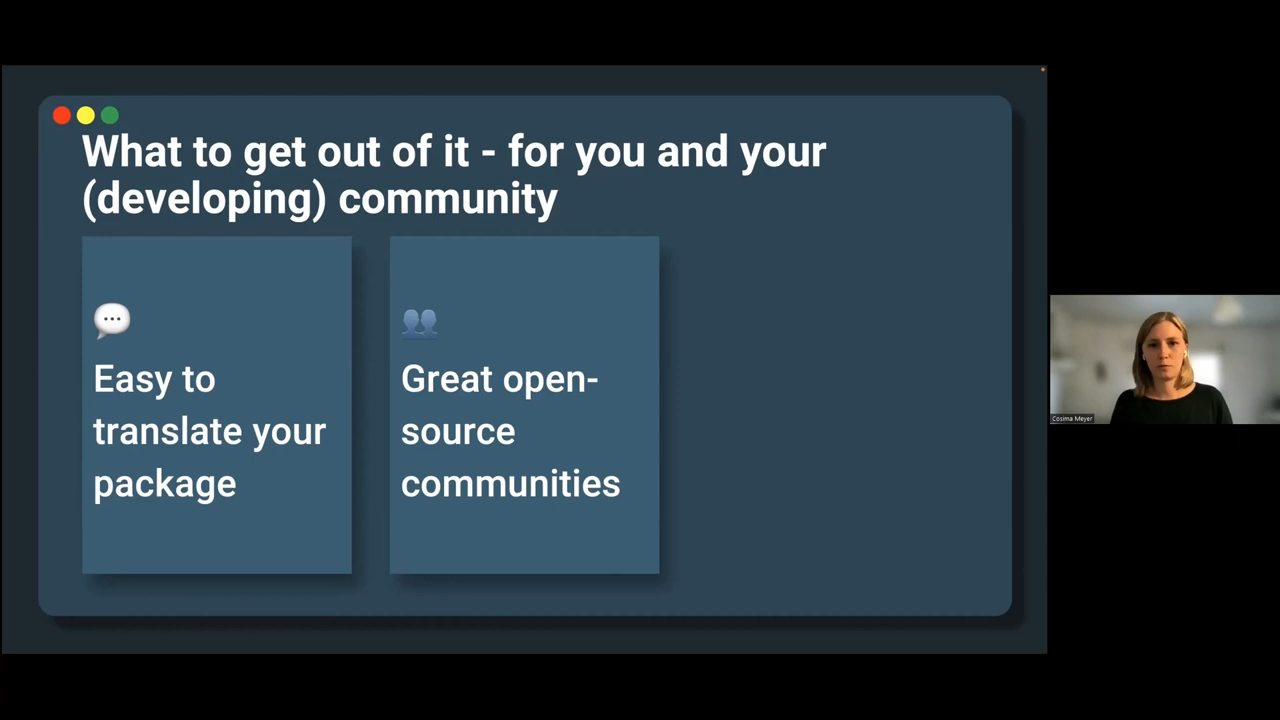 What to get out of it - for you and your
(developing) community
Easy to
translate your
package
Great open-
source
communities
Cosima Meyer